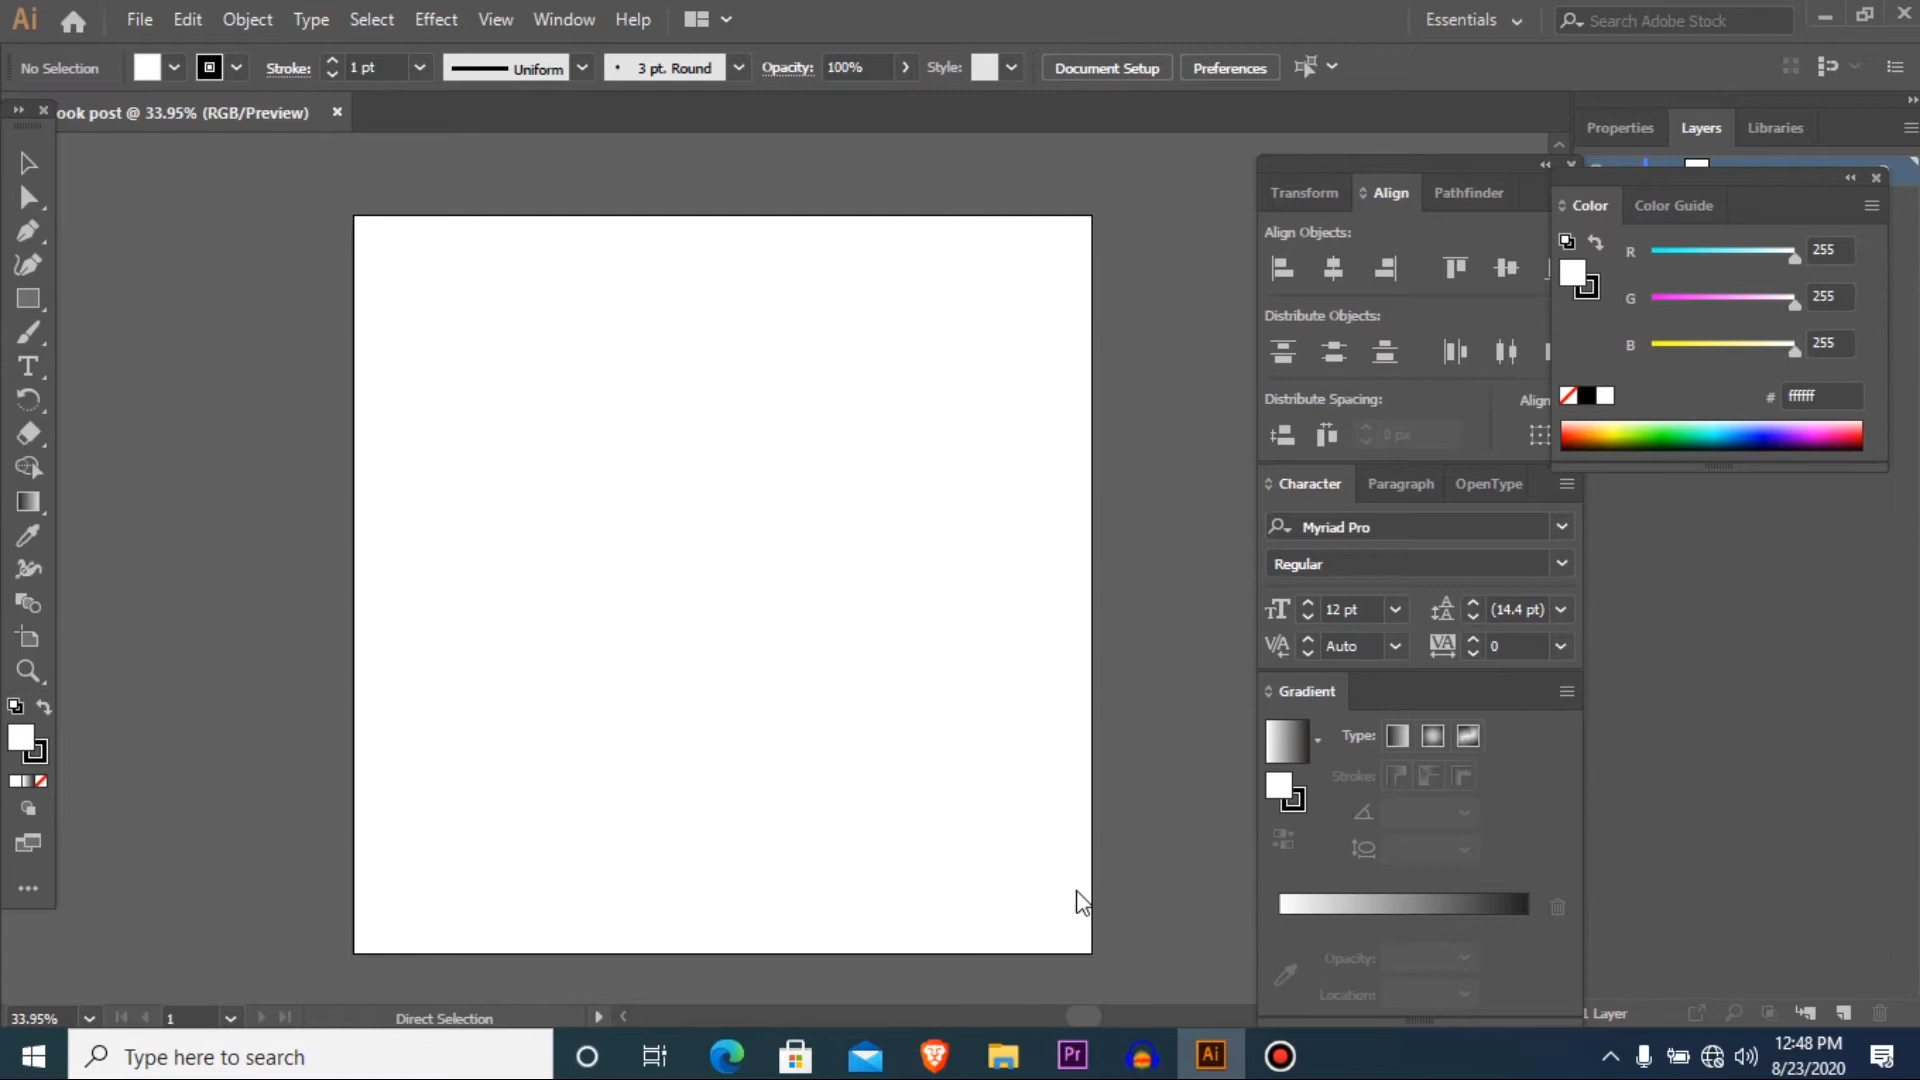 Ai File Edit Object Type Select Effect View Window Help Essentials Search Adobe Stock
No Selection Stroke: 1 pt Uniform 3 pt. Round Opacity: 100% Style: Document Setup Preferences
ook post @ 33.95% (RGB/Preview)
Properties Layers Libraries
Transform Align Pathfinder
Color Color Guide
Align Objects:
R 255
G 255
B 255
Distribute Objects:
Distribute Spacing: Align
0 px
# ffffff
Character Paragraph OpenType
Myriad Pro
Regular
12 pt (14.4 pt)
Auto 0
Gradient
Type:
Stroke:
Opacity:
Location:
33.95% 1 Direct Selection
1 Layer
Type here to search
Pr Ai
12:48 PM
8/23/2020